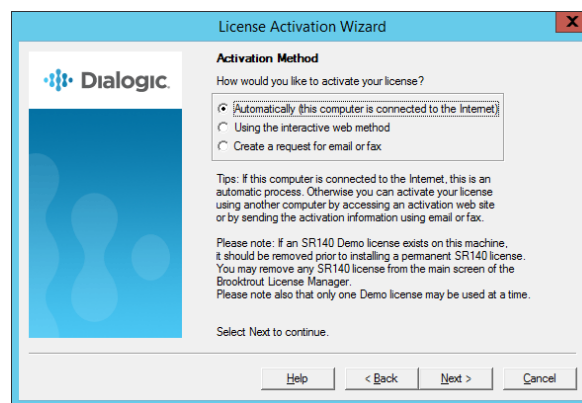 License Activation Wizard
X
Dialogic.
Activation Method
How would you like to activate your license?
Automatically (this computer is connected to the Internet)
Using the interactive web method
Create a request for email or fax
Tips: If this computer is connected to the Internet, this is an
automatic process. Otherwise you can activate your license
using another computer by accessing an activation web site
or by sending the activation information using email or fax.
Please note: If an SR140 Demo license exists on this machine,
it should be removed prior to installing a permanent SR140 license.
You may remove any SR140 license from the main screen of the
Brooktrout License Manager.
Please note also that only one Demo license may be used at a time.
Select Next to continue.
Help
< Back
Next >
Cancel